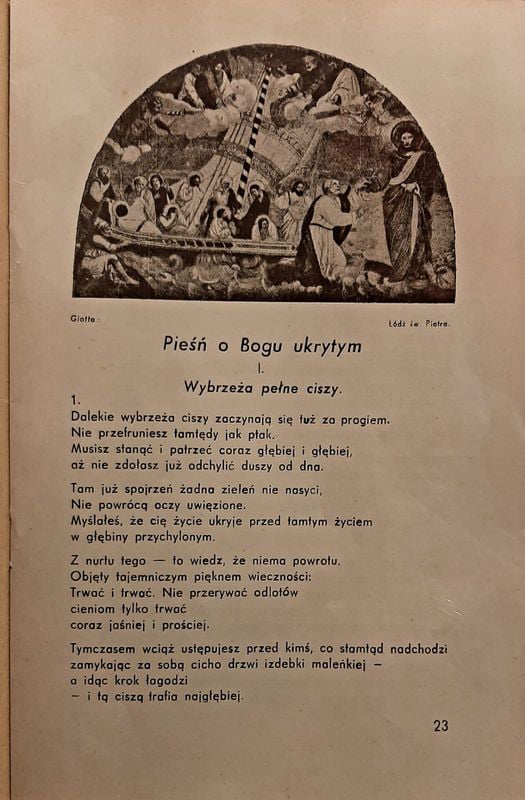 Giotto :
Łódź św. Piotra.
Pieśń o Bogu ukrytym
I.
Wybrzeża pełne ciszy.
1.
Dalekie wybrzeża ciszy zaczynają się tuż za progiem.
Nie przefruniesz tamtędy jak ptak.
Musisz stanąć i patrzeć coraz głębiej i głębiej,
aż nie zdołasz już odchylić duszy od dna.
Tam już spojrzeń żadna zieleń nie nasyci,
Nie powrócą oczy uwięzione.
Myślałeś, że cię życie ukryje przed tamtym życiem
w głębiny przychylonym.
Z nurtu tego — to wiedz, że niema powrotu.
Objęty tajemniczym pięknem wieczności:
Trwać i trwać. Nie przerywać odlotów
cieniom tylko trwać
coraz jaśniej i prościej.
Tymczasem wciąż ustępujesz przed kimś, co stamtąd nadchodzi
zamykając za sobą cicho drzwi izdebki maleńkiej —
a idąc krok łagodzi
— i tą ciszą trafia najgłębiej.
23